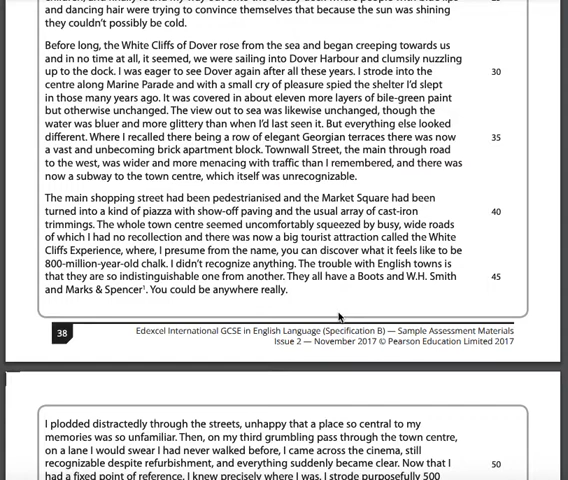 and dancing hair were trying to convince themselves that because the sun was shining
they couldn't possibly be cold.
Before long, the White Cliffs of Dover rose from the sea and began creeping towards us
and in no time at all, it seemed, we were sailing into Dover Harbour and clumsily nuzzling
up to the dock. I was eager to see Dover again after all these years. I strode into the 30
centre along Marine Parade and with a small cry of pleasure spied the shelter I'd slept
in those many years ago. It was covered in about eleven more layers of bile-green paint
but otherwise unchanged. The view out to sea was likewise unchanged, though the
water was bluer and more glittery than when I'd last seen it. But everything else looked
different. Where I recalled there being a row of elegant Georgian terraces there was now 35
a vast and unbecoming brick apartment block. Townwall Street, the main through road
to the west, was wider and more menacing with traffic than I remembered, and there was
now a subway to the town centre, which itself was unrecognizable.
The main shopping street had been pedestrianised and the Market Square had been
turned into a kind of piazza with show-off paving and the usual array of cast-iron 40
trimmings. The whole town centre seemed uncomfortably squeezed by busy, wide roads
of which I had no recollection and there was now a big tourist attraction called the White
Cliffs Experience, where, I presume from the name, you can discover what it feels like to be
800-million-year-old chalk. I didn't recognize anything. The trouble with English towns is
that they are so indistinguishable one from another. They all have a Boots and W.H. Smith 45
and Marks & Spencer¹. You could be anywhere really.
38 Edexcel International GCSE in English Language (Specification B) — Sample Assessment Materials
Issue 2 — November 2017 © Pearson Education Limited 2017
I plodded distractedly through the streets, unhappy that a place so central to my
memories was so unfamiliar. Then, on my third grumbling pass through the town centre,
on a lane I would swear I had never walked before, I came across the cinema, still
recognizable despite refurbishment, and everything suddenly became clear. Now that I 50
had a fixed point of reference, I knew precisely where I was. I strode purposefully 500